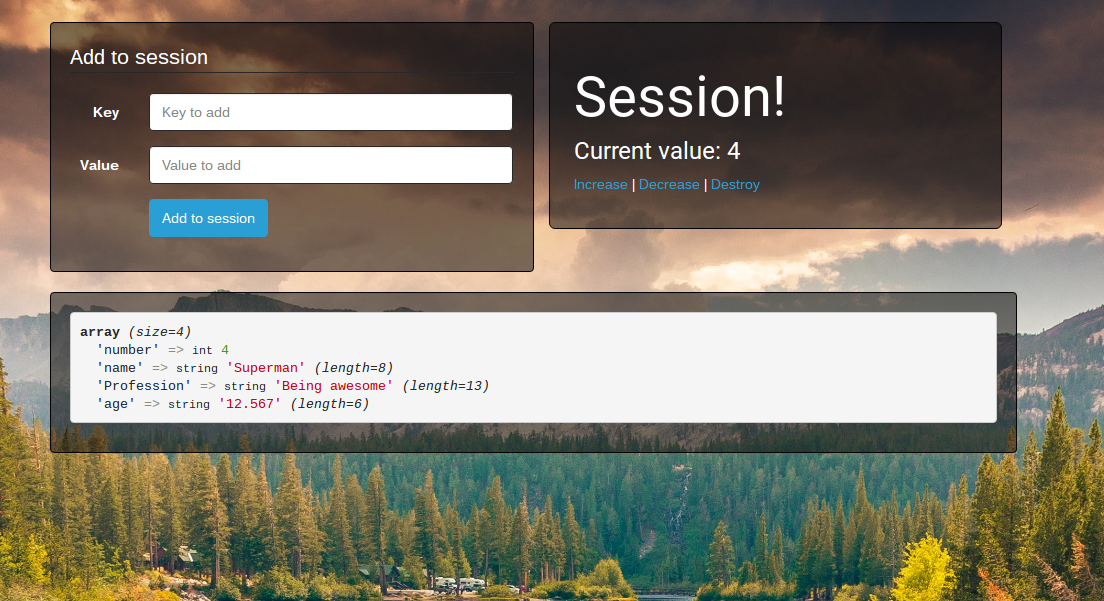 Add to session
Key
Key to add
Value
Value to add
Add to session
Session!
Current value: 4
Increase | Decrease | Destroy
array (size=4)
'number' => int 4
'name' => string 'Superman' (length=8)
'Profession' => string 'Being awesome' (length=13)
'age' => string '12.567' (length=6)